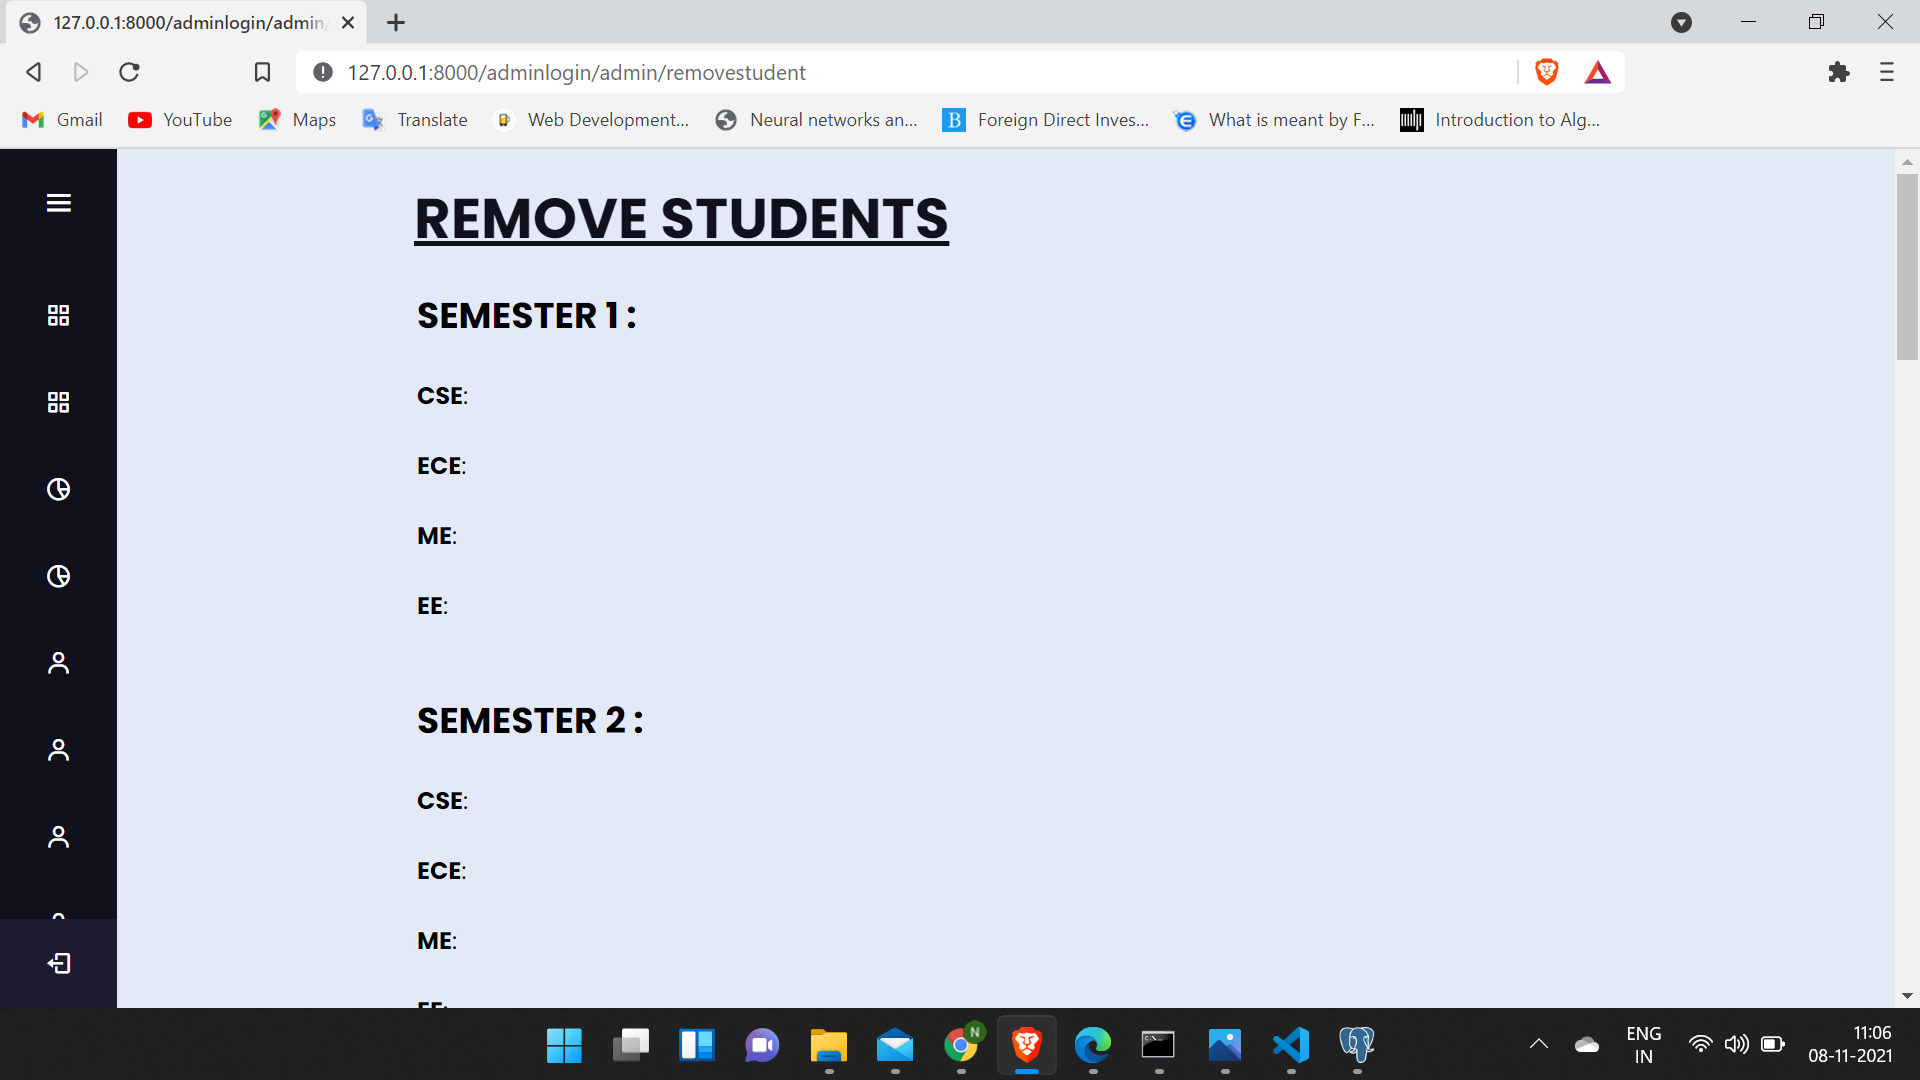 127.0.0.1:8000/adminlogin/admin/
127.0.0.1:8000/adminlogin/admin/removestudent
Gmail YouTube Maps Translate Web Development... Neural networks an... Foreign Direct Inves... What is meant by F... Introduction to Alg...
REMOVE STUDENTS
SEMESTER 1 :
CSE:
ECE:
ME:
EE:
SEMESTER 2 :
CSE:
ECE:
ME:
EE:
N
ENG
IN
11:06
08-11-2021